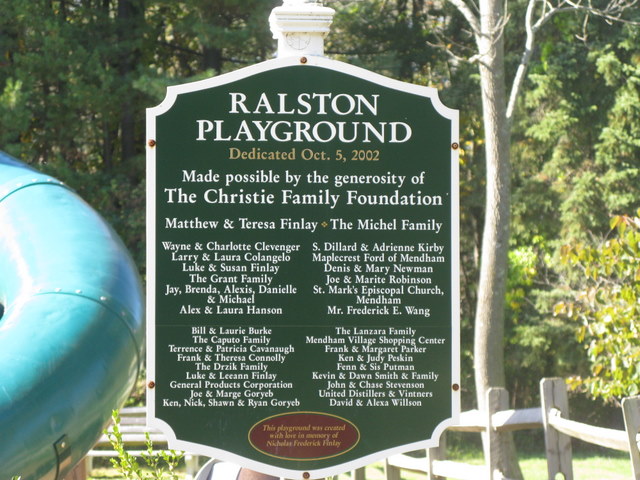 RALSTON
PLAYGROUND
Dedicated Oct. 5, 2002
Made possible by the generosity of
The Christie Family Foundation
Matthew & Teresa Finlay The Michel Family
Wayne & Charlotte Clevenger
Larry & Laura Colangelo
Luke & Susan Finlay
The Grant Family
Jay, Brenda, Alexis, Danielle
& Michael
Alex & Laura Hanson
S. Dillard & Adrienne Kirby
Maplecrest Ford of Mendham
Denis & Mary Newman
Joe & Marite Robinson
St. Mark's Episcopal Church,
Mendham
Mr. Frederick E. Wang
Bill & Laurie Burke
The Caputo Family
Terrence & Patricia Cavanaugh
Frank & Theresa Connolly
The Drzik Family
Luke & Leeann Finlay
General Products Corporation
Joe & Marge Goryeb
Ken, Nick, Shawn & Ryan Goryeb
The Lanzara Family
Mendham Village Shopping Center
Frank & Margaret Parker
Ken & Judy Peskin
Fenn & Sis Putman
Kevin & Dawn Smith & Family
John & Chase Stevenson
United Distillers & Vintners
David & Alexa Willson
This playground was created
with love in memory of
Nicholas Frederick Finlay